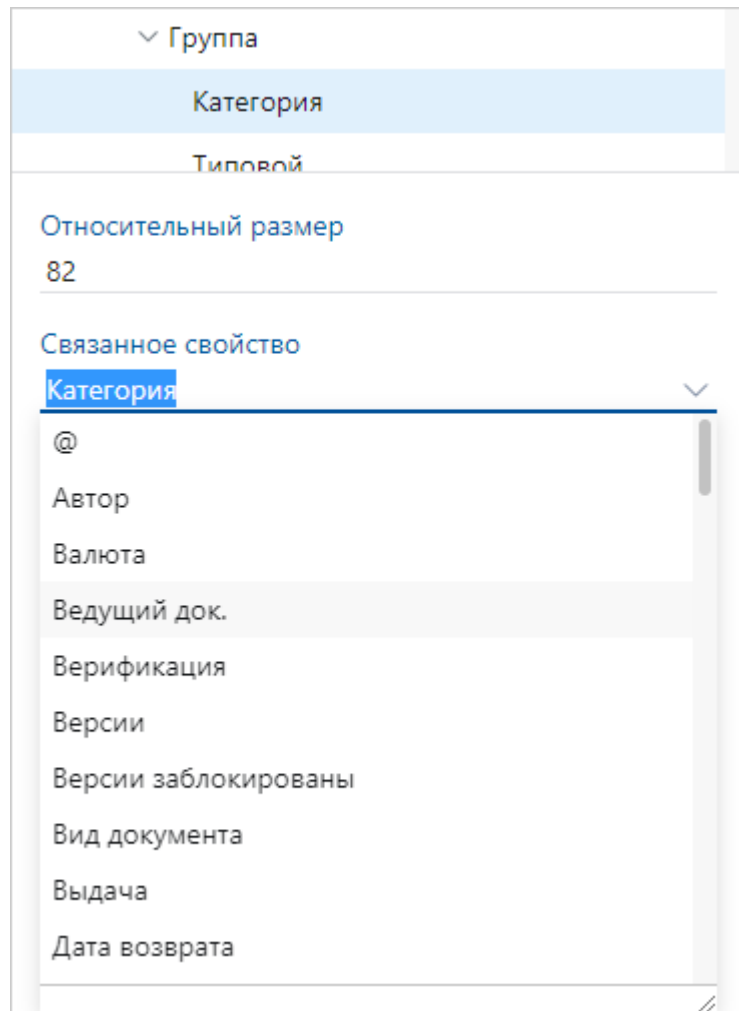 Группа
Категория
Типовой
Относительный размер
82
Связанное свойство
Категория
@
Автор
Валюта
Ведущий док.
Верификация
Версии
Версии заблокированы
Вид документа
Выдача
Дата возврата